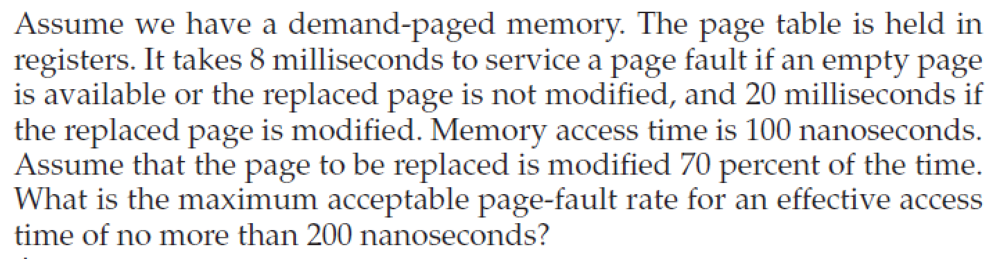 Assume we have a demand-paged memory. The page table is held in
registers. It takes 8 milliseconds to service a page fault if an empty page
is available or the replaced page is not modified, and 20 milliseconds if
the replaced page is modified. Memory access time is 100 nanoseconds.
Assume that the page to be replaced is modified 70 percent of the time.
What is the maximum acceptable page-fault rate for an effective access
time of no more than 200 nanoseconds?